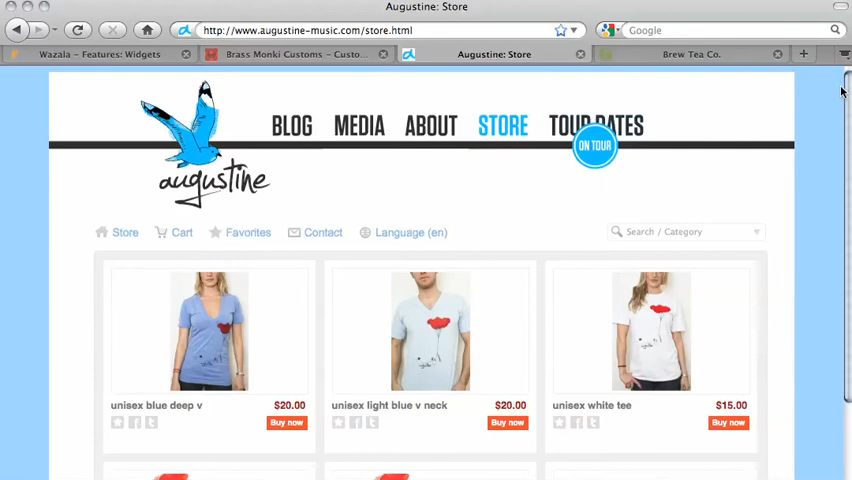 Augustine: Store
http://www.augustine-music.com/store.html
Google
Wazala - Features: Widgets
Brass Monki Customs - Custo...
Augustine: Store
Brew Tea Co.
BLOG MEDIA ABOUT STORE TOUR DATES
ON TOUR
augustine
Store Cart Favorites Contact Language (en) Search / Category
unisex blue deep v $20.00
Buy now
unisex light blue v neck $20.00
Buy now
unisex white tee $15.00
Buy now